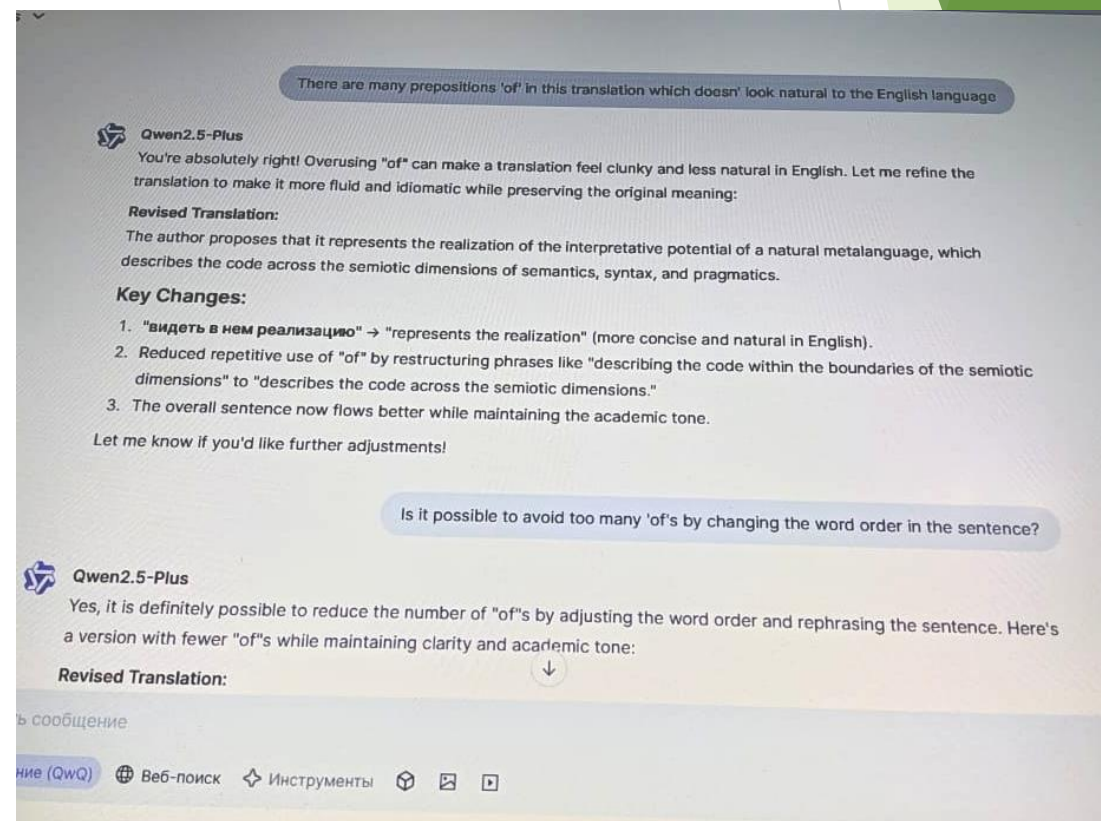 There are many prepositions 'of' in this translation which doesn' look natural to the English language
Qwen2.5-Plus
You're absolutely right! Overusing "of" can make a translation feel clunky and less natural in English. Let me refine the
translation to make it more fluid and idiomatic while preserving the original meaning:
Revised Translation:
The author proposes that it represents the realization of the interpretative potential of a natural metalanguage, which
describes the code across the semiotic dimensions of semantics, syntax, and pragmatics.
Key Changes:
1. "видеть в нем реализацию" → "represents the realization" (more concise and natural in English).
2. Reduced repetitive use of "of" by restructuring phrases like "describing the code within the boundaries of the semiotic
dimensions" to "describes the code across the semiotic dimensions."
3. The overall sentence now flows better while maintaining the academic tone.
Let me know if you'd like further adjustments!
Is it possible to avoid too many 'of's by changing the word order in the sentence?
Qwen2.5-Plus
Yes, it is definitely possible to reduce the number of "of"s by adjusting the word order and rephrasing the sentence. Here's
a version with fewer "of"s while maintaining clarity and academic tone:
Revised Translation:
ь сообщение
ние (QwQ) Веб-поиск Инструменты